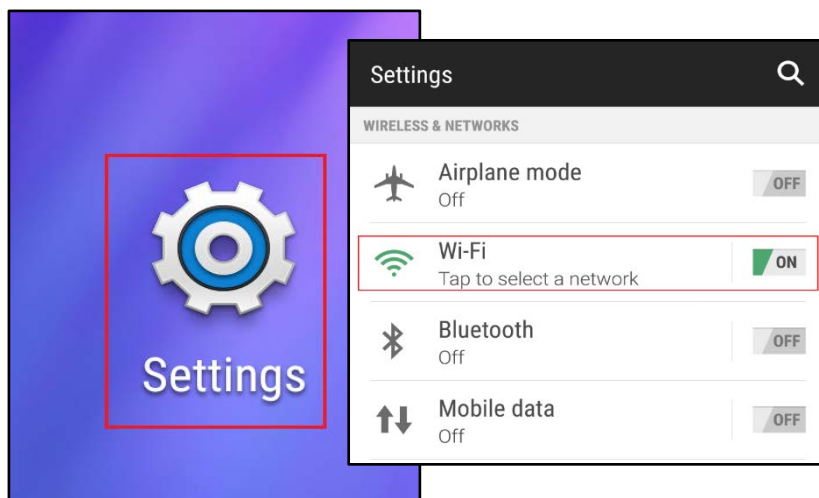 Settings
Settings
WIRELESS & NETWORKS
Airplane mode
Off
OFF
Wi-Fi
Tap to select a network
ON
Bluetooth
Off
OFF
Mobile data
Off
OFF